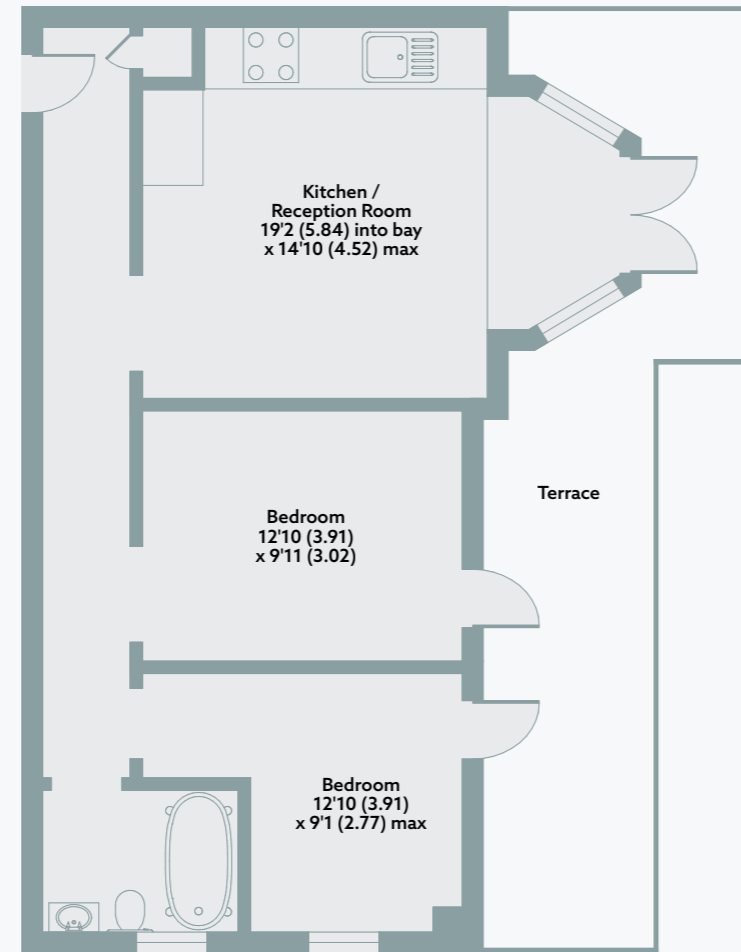 Kitchen /
Reception Room
19'2 (5.84) into bay
x 14'10 (4.52) max
Bedroom
12'10 (3.91)
x 9'11 (3.02)
Terrace
Bedroom
12'10 (3.91)
x 9'1 (2.77) max